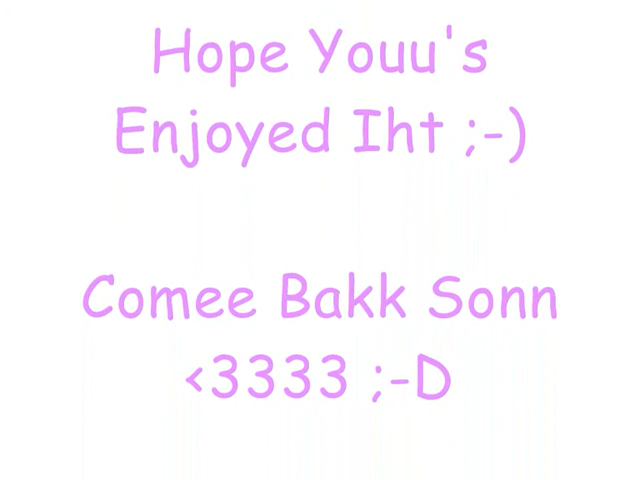 Hope Youu's
Enjoyed Iht ;-)
Comee Bakk Sonn
<3333 ;-D